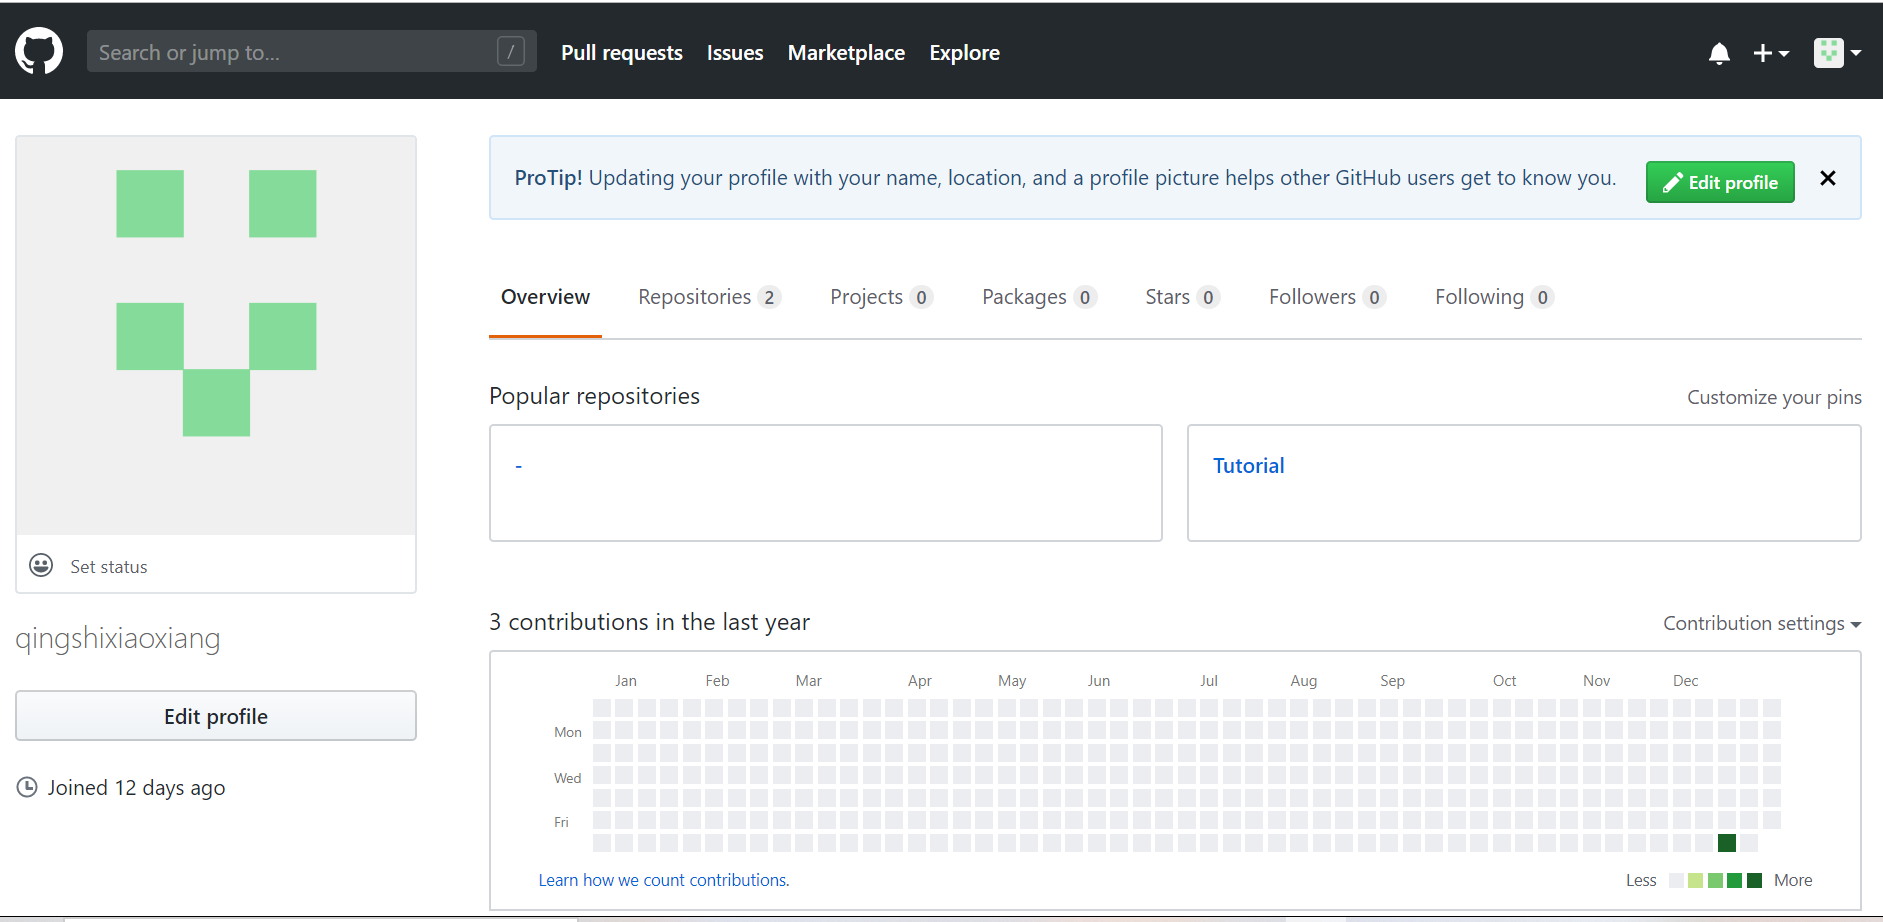 Search or jump to... /
Pull requests Issues Marketplace Explore
ProTip! Updating your profile with your name, location, and a profile picture helps other GitHub users get to know you.
Edit profile
Overview Repositories 2 Projects 0 Packages 0 Stars 0 Followers 0 Following 0
Popular repositories
Customize your pins
-
Tutorial
Set status
qingshixiaoxiang
Edit profile
Joined 12 days ago
3 contributions in the last year
Contribution settings
Jan Feb Mar Apr May Jun Jul Aug Sep Oct Nov Dec
Mon
Wed
Fri
Learn how we count contributions.
Less More